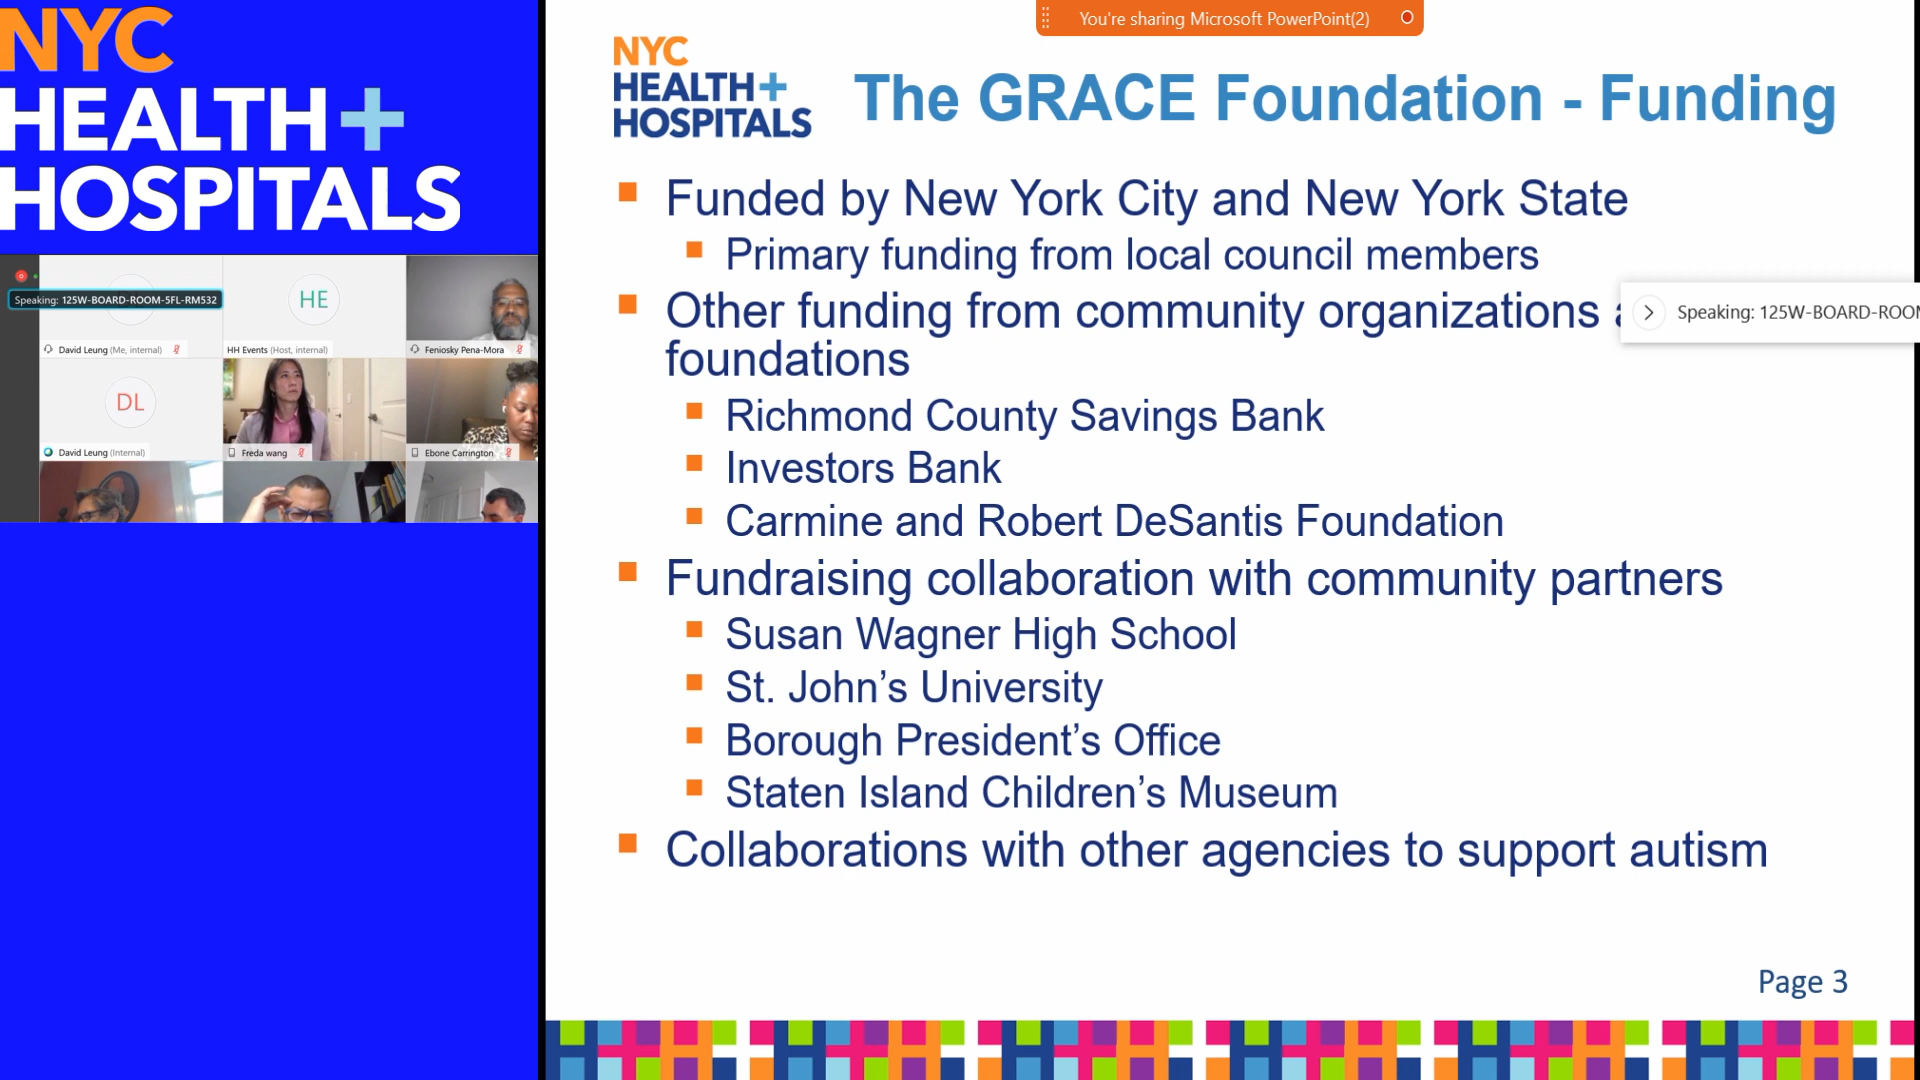 NYC
HEALTH+
HOSPITALS
Speaking: 125W-BOARD-ROOM-5FL-RM532
David Leung (Me, internal)
HE
HH Events (Host, internal)
Feniosky Pena-Mora
DL
David Leung (Internal)
Freda wang
Ebone Carrington
You're sharing Microsoft PowerPoint(2)
NYC
HEALTH+
HOSPITALS
The GRACE Foundation - Funding
Funded by New York City and New York State
Primary funding from local council members
Other funding from community organizations
foundations
Speaking: 125W-BOARD-ROO
Richmond County Savings Bank
Investors Bank
Carmine and Robert DeSantis Foundation
Fundraising collaboration with community partners
Susan Wagner High School
St. John’s University
Borough President’s Office
Staten Island Children’s Museum
Collaborations with other agencies to support autism
Page 3